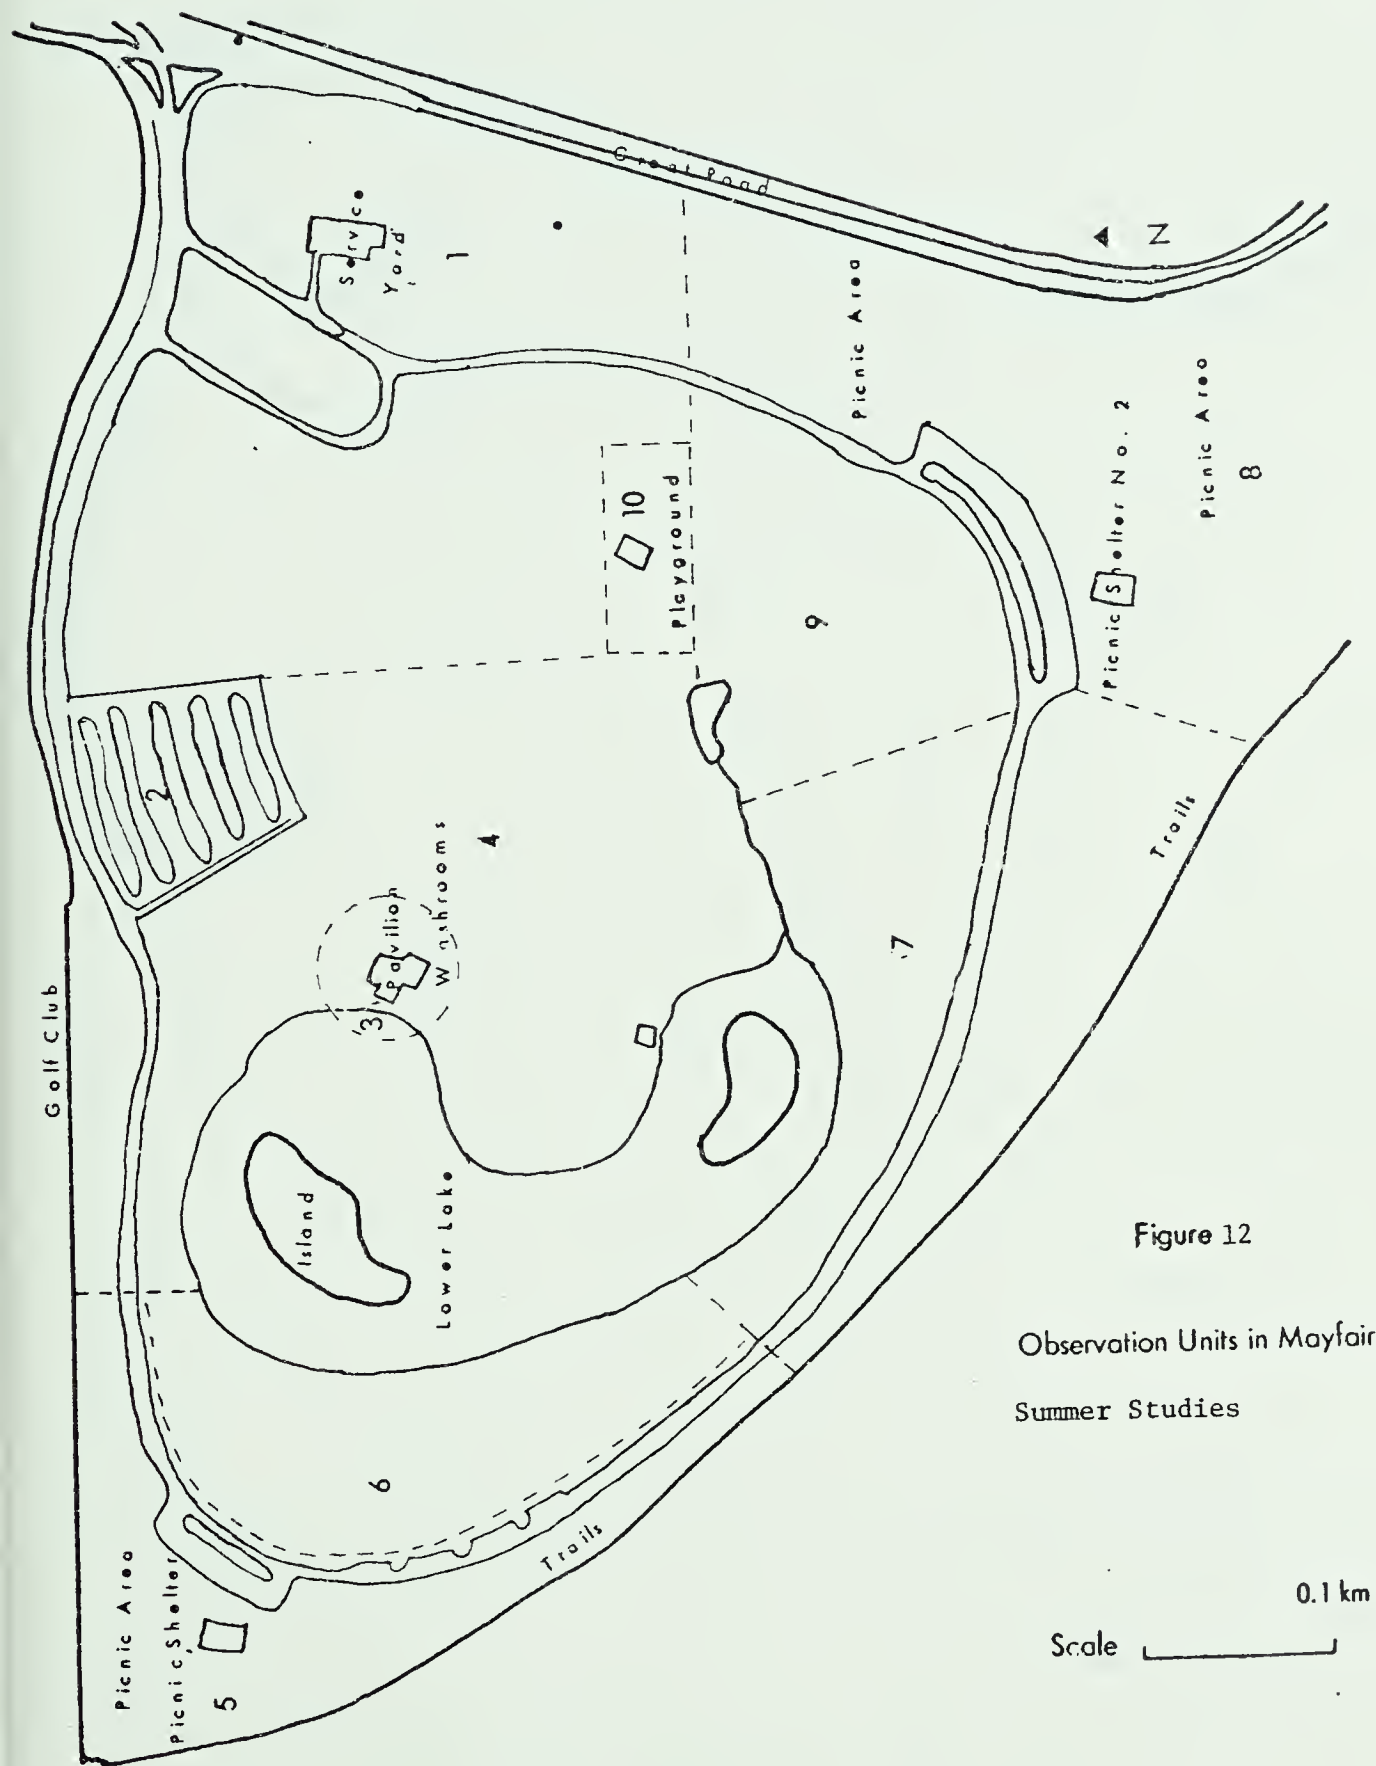 Great Road
N
Service
Yard
1
Picnic Area
Picnic Area
8
Picnic Shelter No. 2
10
Playground
9
2
Golf Club
Pavilion
3
Washrooms
4
7
Trails
Island
Lower Lake
6
Trails
Picnic Area
Picnic Shelter
5
Figure 12
Observation Units in Mayfair
Summer Studies
0.1 km
Scale